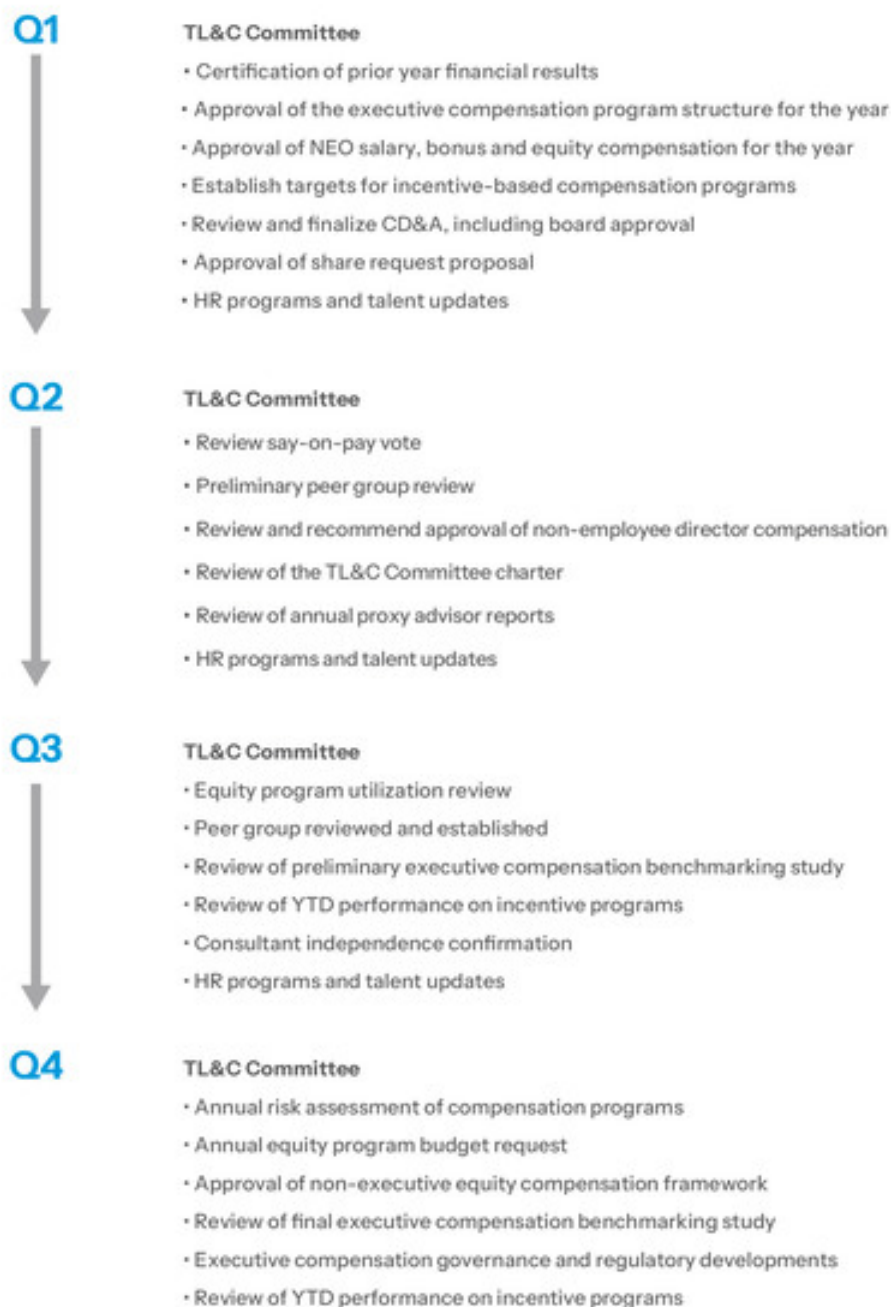 Q1
TL&C Committee
• Certification of prior year financial results
• Approval of the executive compensation program structure for the year
• Approval of NEO salary, bonus and equity compensation for the year
• Establish targets for incentive-based compensation programs
• Review and finalize CD&A, including board approval
• Approval of share request proposal
• HR programs and talent updates
Q2
TL&C Committee
• Review say-on-pay vote
• Preliminary peer group review
• Review and recommend approval of non-employee director compensation
• Review of the TL&C Committee charter
• Review of annual proxy advisor reports
• HR programs and talent updates
Q3
TL&C Committee
• Equity program utilization review
• Peer group reviewed and established
• Review of preliminary executive compensation benchmarking study
• Review of YTD performance on incentive programs
• Consultant independence confirmation
• HR programs and talent updates
Q4
TL&C Committee
• Annual risk assessment of compensation programs
• Annual equity program budget request
• Approval of non-executive equity compensation framework
• Review of final executive compensation benchmarking study
• Executive compensation governance and regulatory developments
• Review of YTD performance on incentive programs